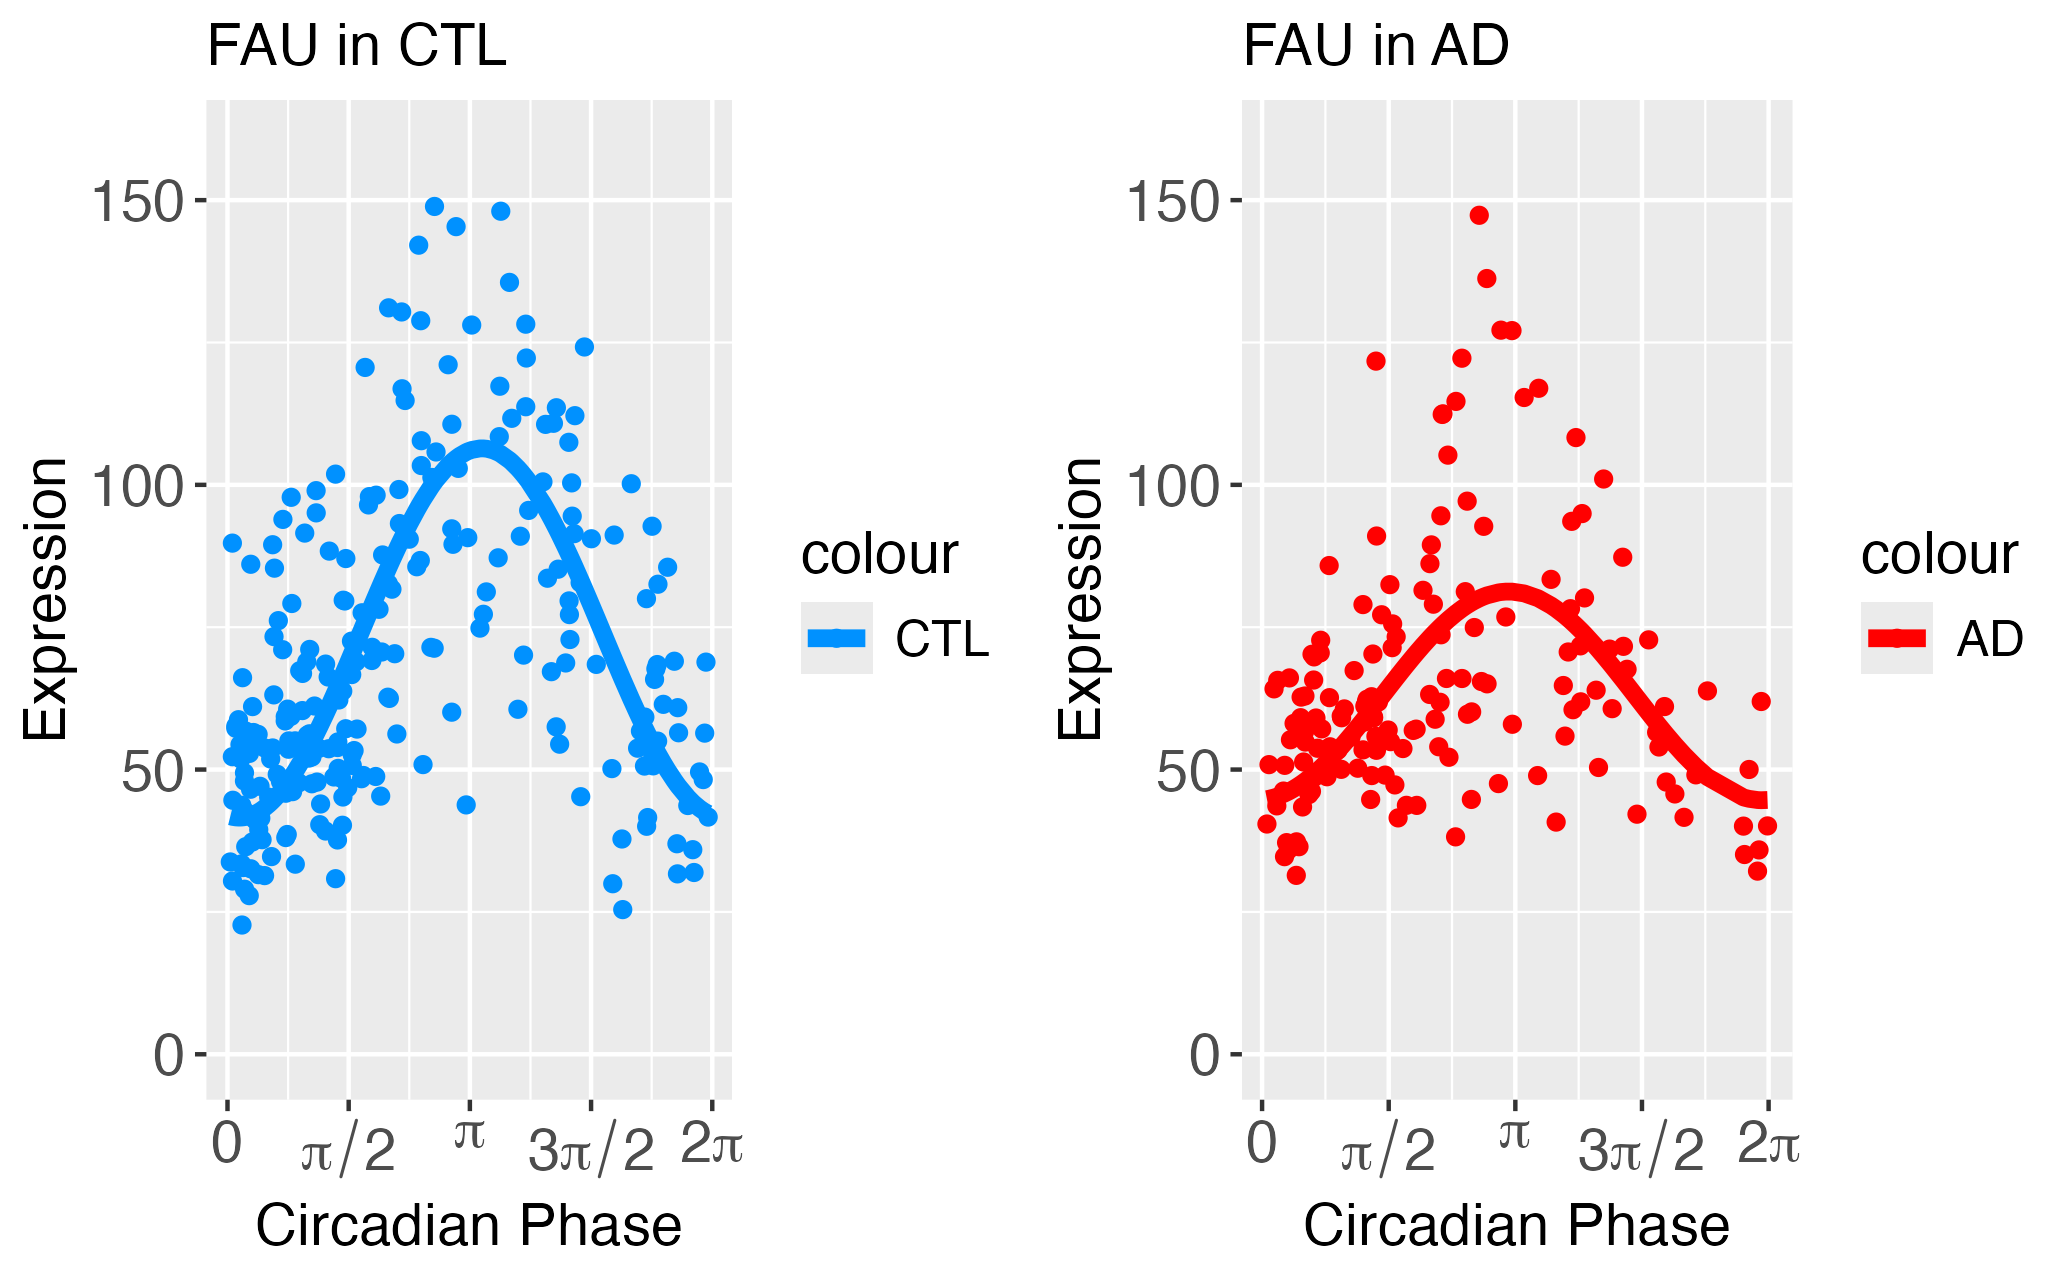 FAU in CTL
Expression
150
100
50
0
0 π/2 π 3π/2 2π
Circadian Phase
colour
CTL
FAU in AD
Expression
150
100
50
0
0 π/2 π 3π/2 2π
Circadian Phase
colour
AD